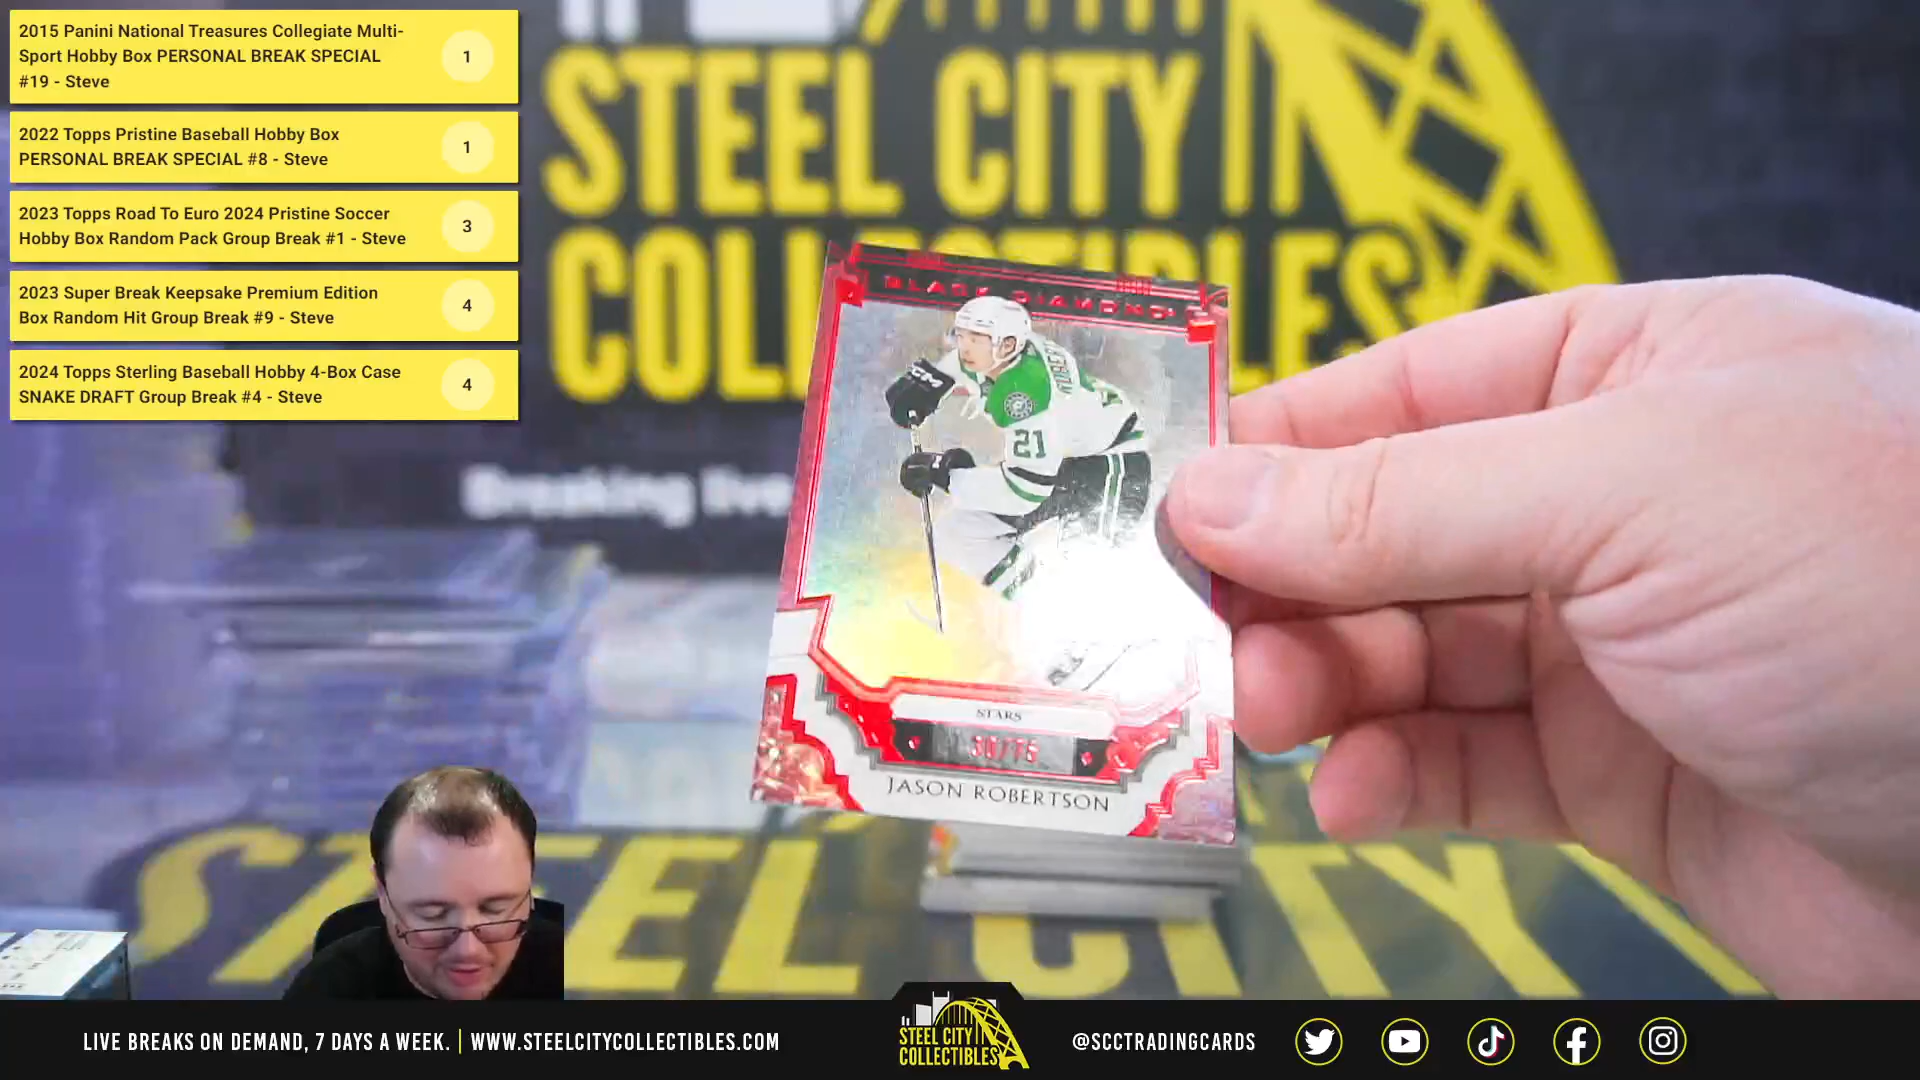 2015 Panini National Treasures Collegiate Multi-
Sport Hobby Box PERSONAL BREAK SPECIAL
#19 - Steve
1
2022 Topps Pristine Baseball Hobby Box
PERSONAL BREAK SPECIAL #8 - Steve
1
2023 Topps Road To Euro 2024 Pristine Soccer
Hobby Box Random Pack Group Break #1 - Steve
3
2023 Super Break Keepsake Premium Edition
Box Random Hit Group Break #9 - Steve
4
2024 Topps Sterling Baseball Hobby 4-Box Case
SNAKE DRAFT Group Break #4 - Steve
4
STEEL CITY
Breaking live
BLACK DIAMOND
CCM
21
STARS
JASON ROBERTSON
LIVE BREAKS ON DEMAND, 7 DAYS A WEEK. | WWW.STEELCITYCOLLECTIBLES.COM
STEEL CITY
COLLECTIBLES
@SCCTRADINGCARDS